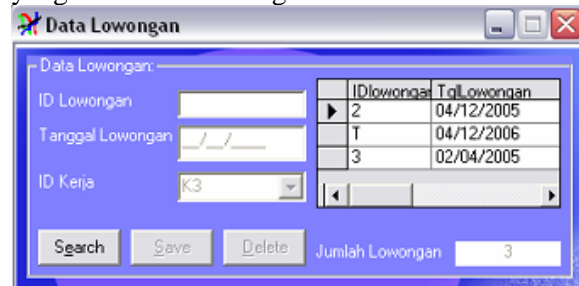 Data Lowongan
Data Lowongan:
ID Lowongan
Tanggal Lowongan __/__/____
ID Kerja K3
IDlowongan TglLowongan
2 04/12/2005
T 04/12/2006
3 02/04/2005
Search Save Delete Jumlah Lowongan 3